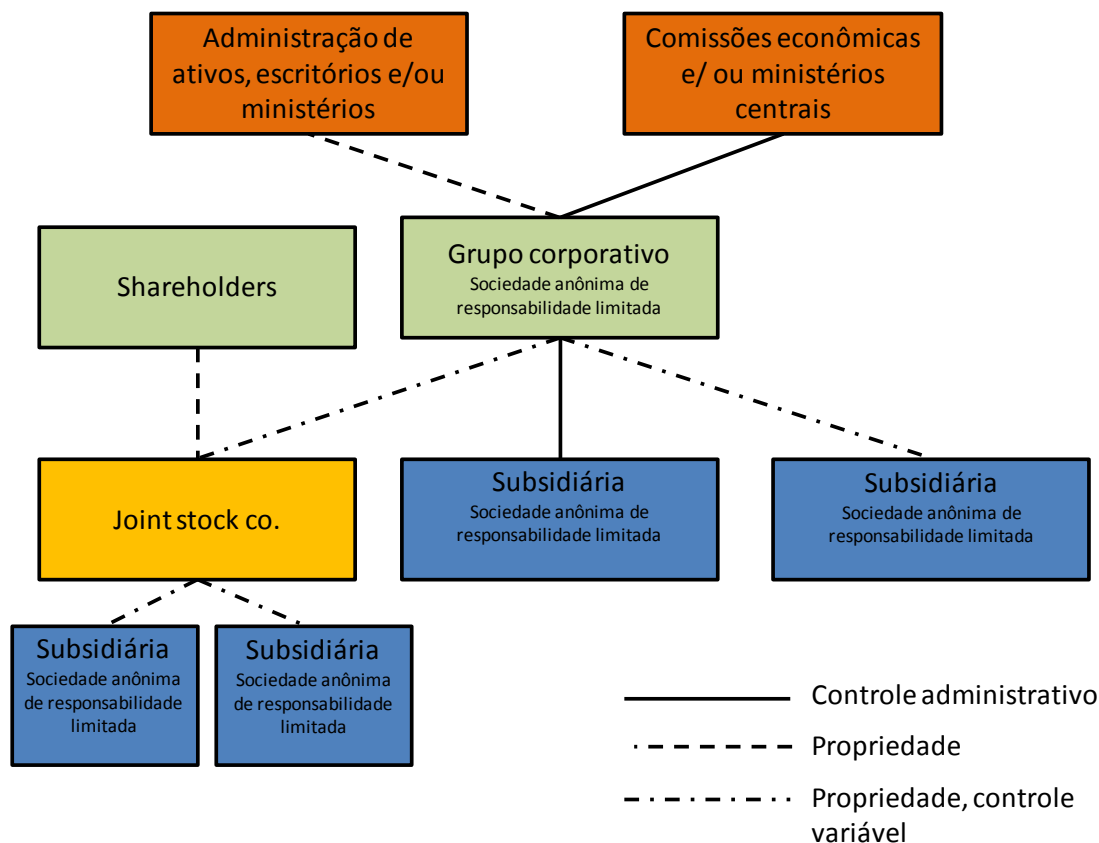 Administração de
ativos, escritórios e/ou
ministérios
Comissões econômicas
e/ ou ministérios
centrais
Shareholders
Grupo corporativo
Sociedade anônima de
responsabilidade limitada
Joint stock co.
Subsidiária
Sociedade anônima de
responsabilidade limitada
Subsidiária
Sociedade anônima de
responsabilidade limitada
Subsidiária
Sociedade anônima
de responsabilidade
limitada
Subsidiária
Sociedade anônima
de responsabilidade
limitada
Controle administrativo
Propriedade
Propriedade, controle
variável